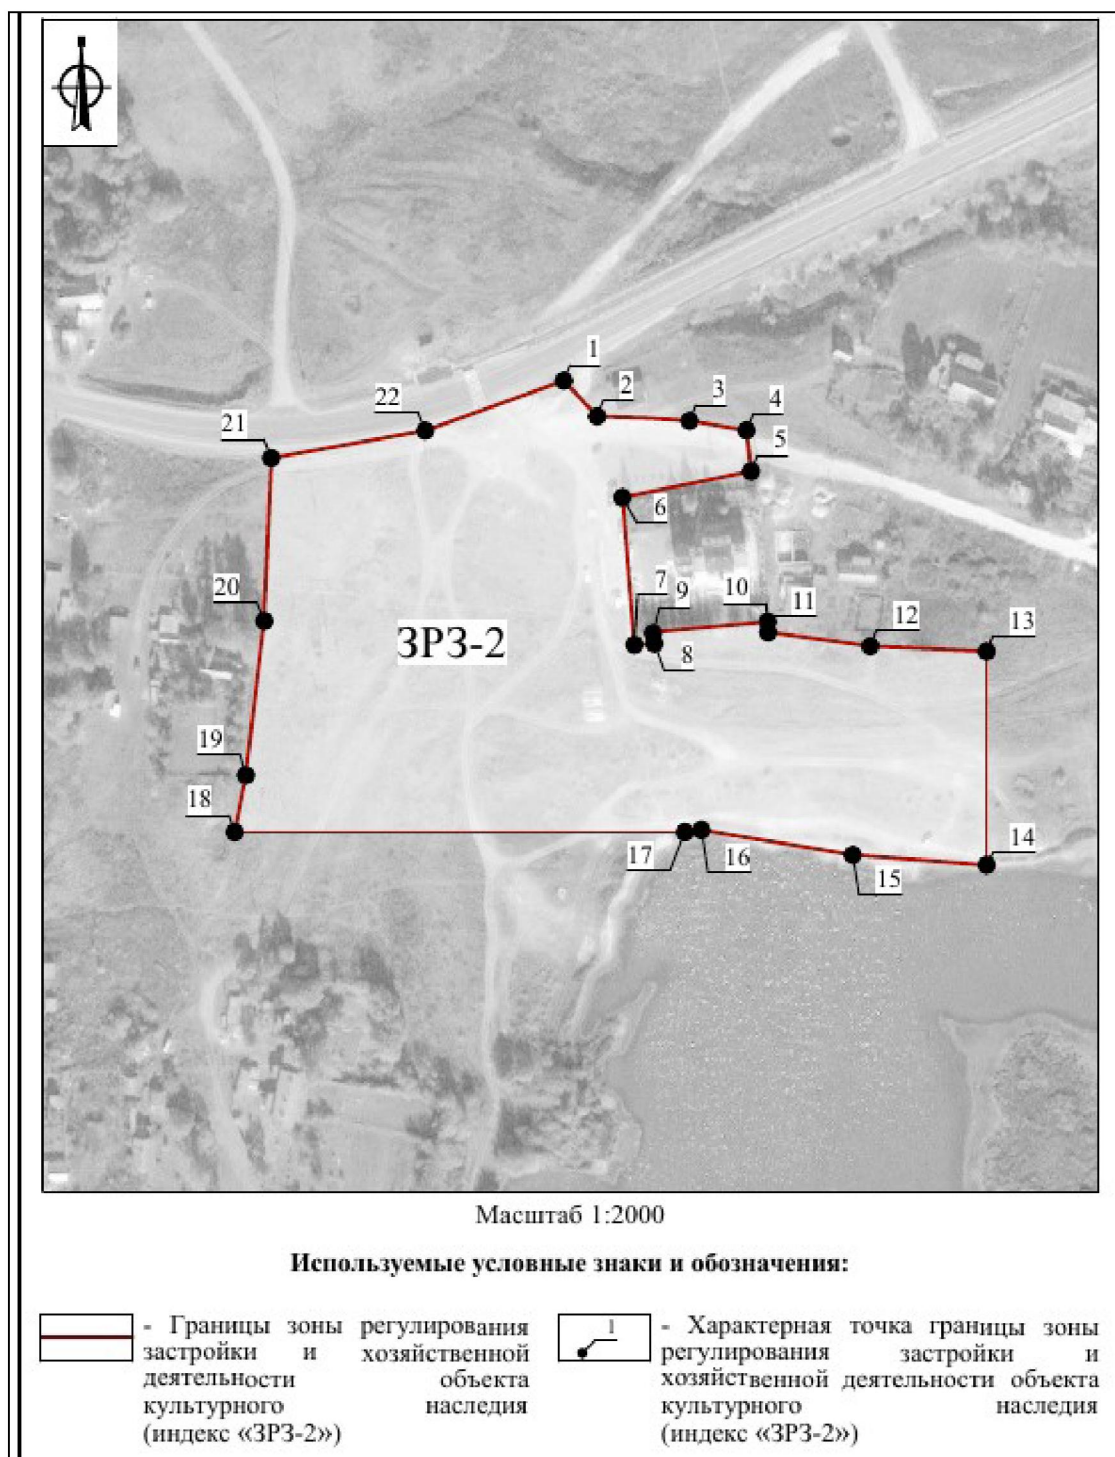 1
2
3
4
22
21
5
6
7
9
10
11
12
13
20
8
ЗРЗ-2
19
18
17
16
15
14
Масштаб 1:2000
Используемые условные знаки и обозначения:
- Границы зоны регулирования
застройки и хозяйственной
деятельности объекта
культурного наследия
(индекс «ЗРЗ-2»)
1
- Характерная точка границы зоны
регулирования застройки и
хозяйственной деятельности объекта
культурного наследия
(индекс «ЗРЗ-2»)